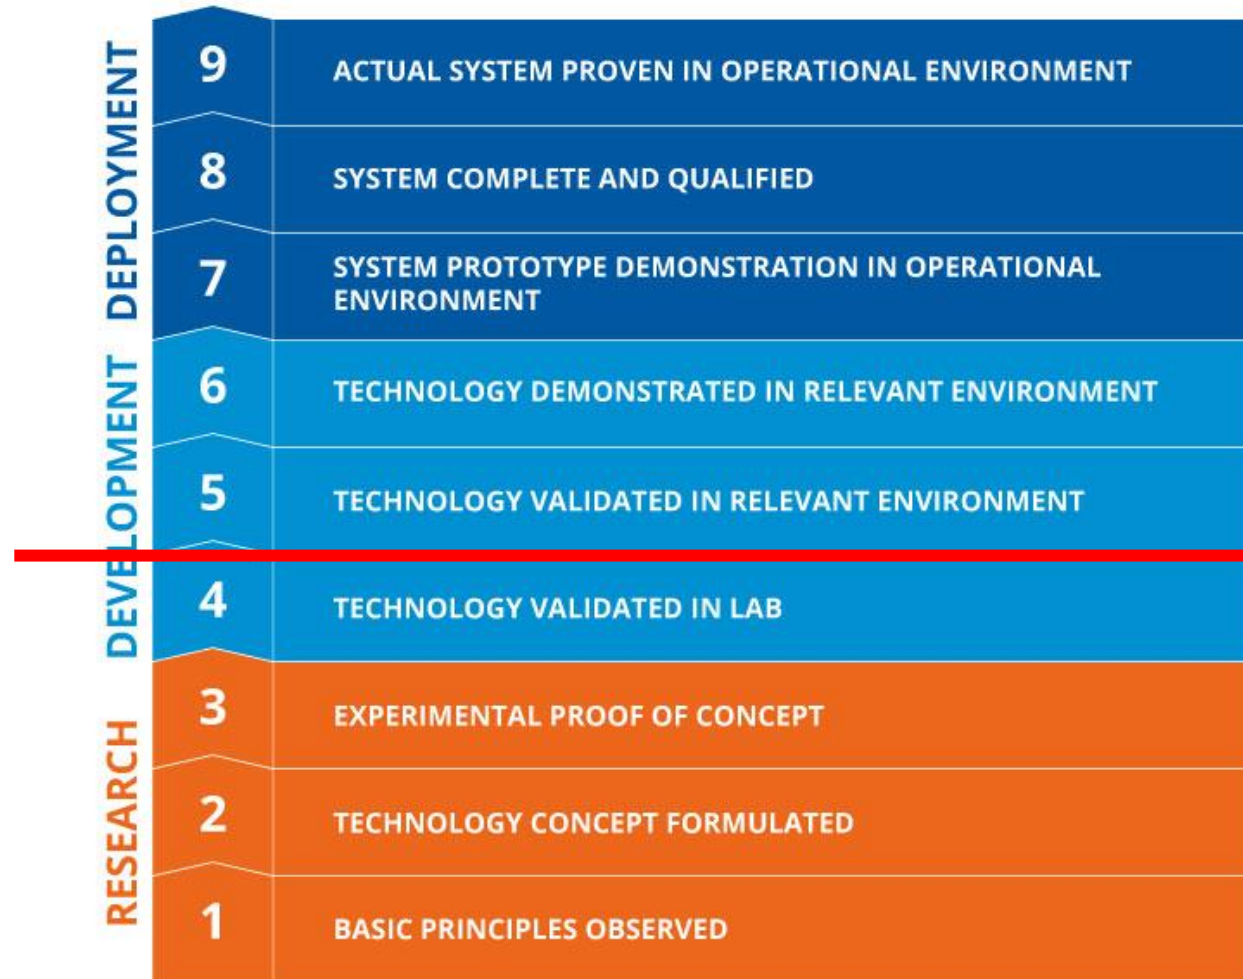 DEPLOYMENT
9
ACTUAL SYSTEM PROVEN IN OPERATIONAL ENVIRONMENT
8
SYSTEM COMPLETE AND QUALIFIED
7
SYSTEM PROTOTYPE DEMONSTRATION IN OPERATIONAL
ENVIRONMENT
DEVELOPMENT
6
TECHNOLOGY DEMONSTRATED IN RELEVANT ENVIRONMENT
5
TECHNOLOGY VALIDATED IN RELEVANT ENVIRONMENT
4
TECHNOLOGY VALIDATED IN LAB
RESEARCH
3
EXPERIMENTAL PROOF OF CONCEPT
2
TECHNOLOGY CONCEPT FORMULATED
1
BASIC PRINCIPLES OBSERVED